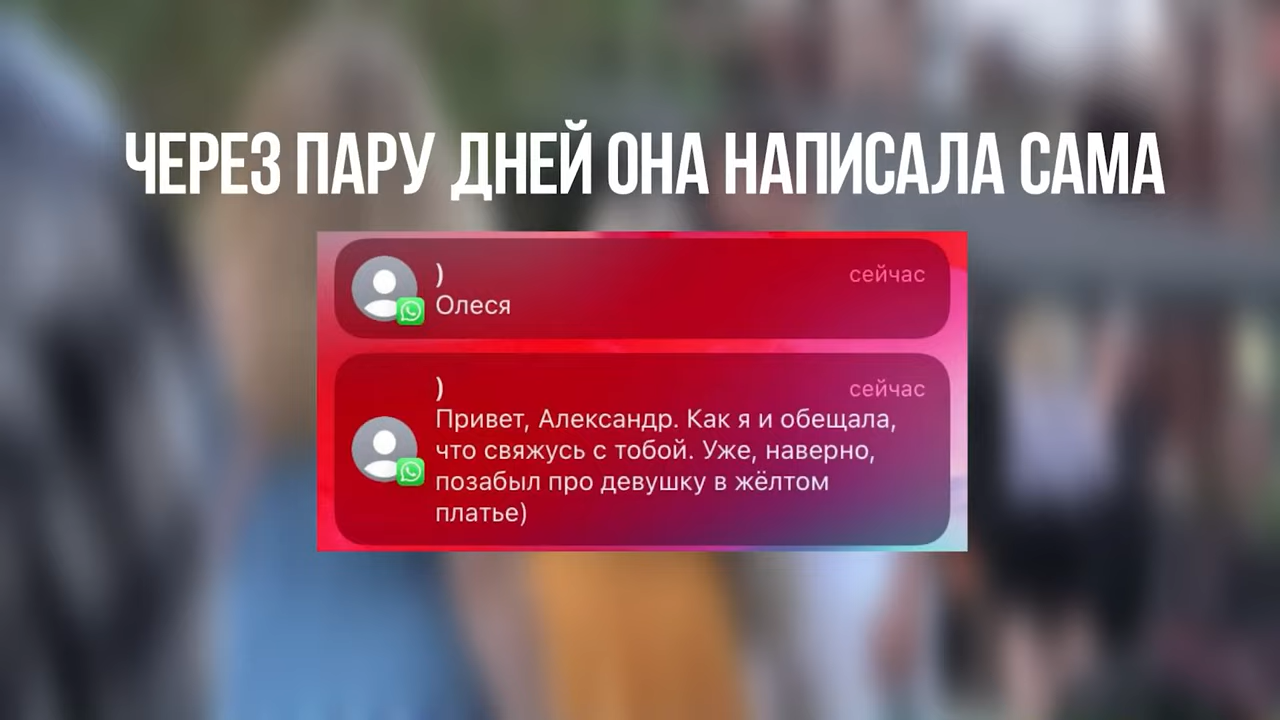 ЧЕРЕЗ ПАРУ ДНЕЙ ОНА НАПИСАЛА САМА
)
сейчас
Олеся
)
сейчас
Привет, Александр. Как я и обещала,
что свяжусь с тобой. Уже, наверно,
позабыл про девушку в жёлтом
платье)